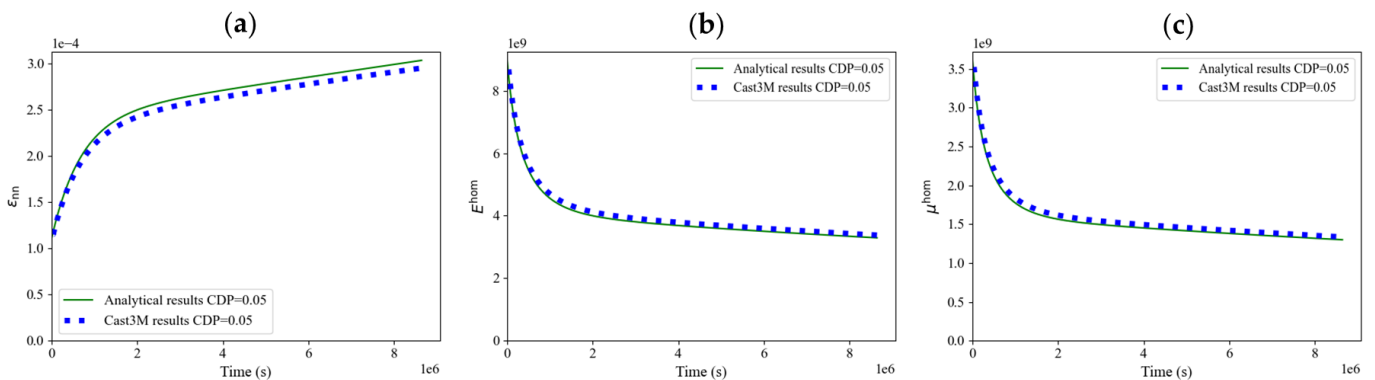 (a)
1e−4
3.0
2.5
2.0
1.5
1.0
0.5
0.0
εnn
Analytical results CDP=0.05
Cast3M results CDP=0.05
0 2 4 6 8
Time (s)
1e6
(b)
1e9
8
6
4
2
0
E^hom
Analytical results CDP=0.05
Cast3M results CDP=0.05
0 2 4 6 8
Time (s)
1e6
(c)
1e9
3.5
3.0
2.5
2.0
1.5
1.0
0.5
0.0
μ^hom
Analytical results CDP=0.05
Cast3M results CDP=0.05
0 2 4 6 8
Time (s)
1e6